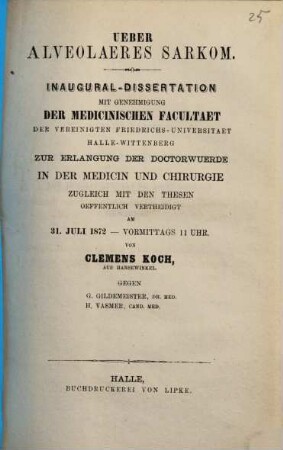 25
UEBER
ALVEOLAERES SARKOM.
INAUGURAL-DISSERTATION
MIT GENEHMIGUNG
DER MEDICINISCHEN FACULTAET
DER VEREINIGTEN FRIEDRICHS-UNIVERSITAET
HALLE-WITTENBERG
ZUR ERLANGUNG DER DOCTORWUERDE
IN DER MEDICIN UND CHIRURGIE
ZUGLEICH MIT DEN THESEN
OEFFENTLICH VERTHEIDIGT
AM
31. JULI 1872 — VORMITTAGS 11 UHR.
VON
CLEMENS KOCH,
AUS HARSEWINKEL.
GEGEN
G. GILDEMEISTER, DR. MED.
H. VASMER, CAND. MED.
HALLE,
BUCHDRUCKEREI VON LIPKE.